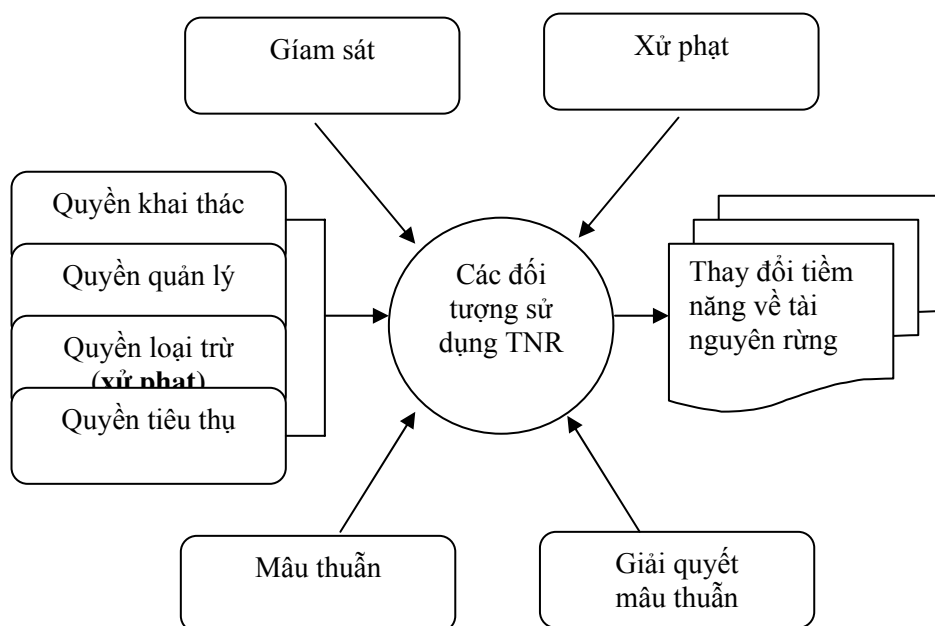 Gíam sát
Xử phạt
Quyền khai thác
Quyền quản lý
Quyền loại trừ
(xử phạt)
Quyền tiêu thụ
Các đối
tượng sử
dụng TNR
Thay đổi tiềm
năng về tài
nguyên rừng
Mâu thuẫn
Giải quyết
mâu thuẫn